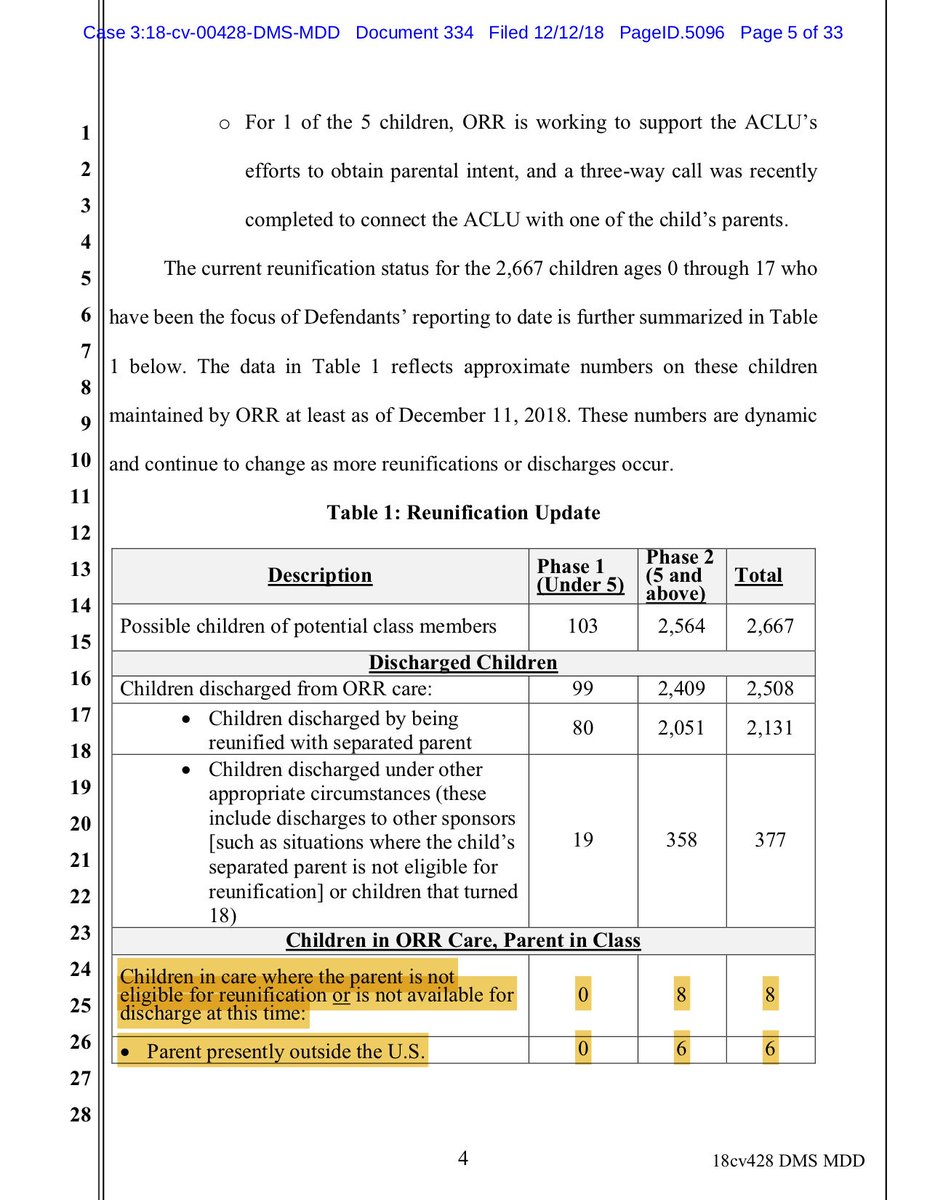 Case 3:18-cv-00428-DMS-MDD Document 334 Filed 12/12/18 PageID.5096 Page 5 of 33
1
2
3
4
5
6
7
8
9
10
11
12
13
14
15
16
17
18
19
20
21
22
23
24
25
26
27
28
o For 1 of the 5 children, ORR is working to support the ACLU’s
efforts to obtain parental intent, and a three-way call was recently
completed to connect the ACLU with one of the child’s parents.
The current reunification status for the 2,667 children ages 0 through 17 who
have been the focus of Defendants’ reporting to date is further summarized in Table
1 below. The data in Table 1 reflects approximate numbers on these children
maintained by ORR at least as of December 11, 2018. These numbers are dynamic
and continue to change as more reunifications or discharges occur.
Table 1: Reunification Update
Description
Phase 1
(Under 5)
Phase 2
(5 and
above)
Total
Possible children of potential class members 103 2,564 2,667
Discharged Children
Children discharged from ORR care: 99 2,409 2,508
• Children discharged by being
reunified with separated parent
80 2,051 2,131
• Children discharged under other
appropriate circumstances (these
include discharges to other sponsors
[such as situations where the child’s
separated parent is not eligible for
reunification] or children that turned
18)
19 358 377
Children in ORR Care, Parent in Class
Children in care where the parent is not
eligible for reunification or is not available for
discharge at this time:
0 8 8
• Parent presently outside the U.S. 0 6 6
4
18cv428 DMS MDD